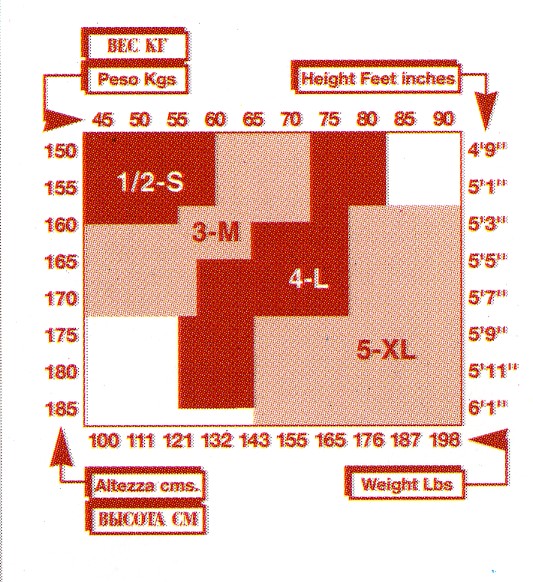 ВЕС КГ
Peso Kgs
Height Feet inches
45 50 55 60 65 70 75 80 85 90
150 4'9"
155 1/2-S 5'1"
160 3-M 5'3"
165 4-L 5'5"
170 5'7"
175 5-XL 5'9"
180 5'11"
185 6'1"
100 111 121 132 143 155 165 176 187 198
Altezza cms.
Weight Lbs
ВЫСОТА СМ